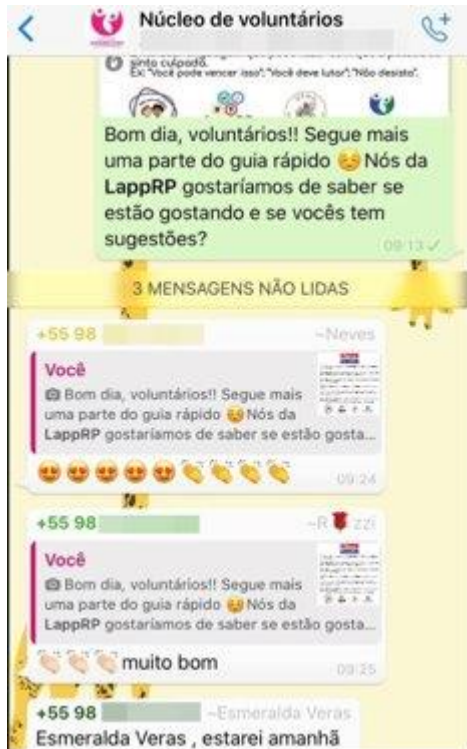 Núcleo de voluntários
sinta culpado.
Ex: "Você pode vencer isso". "Você deve lutar". "Não desista".
Bom dia, voluntários!! Segue mais
uma parte do guia rápido ☺️ Nós da
LappRP gostaríamos de saber se
estão gostando e se vocês tem
sugestões?
09:13
3 MENSAGENS NÃO LIDAS
+55 98 ~Neves
Você
📷 Bom dia, voluntários!! Segue mais
uma parte do guia rápido ☺️ Nós da
LappRP gostaríamos de saber se estão gosta...
😍😍😍😍😍👏🏻👏🏻👏🏻👏🏻
09:24
+55 98 ~R🌹zzi
Você
📷 Bom dia, voluntários!! Segue mais
uma parte do guia rápido ☺️ Nós da
LappRP gostaríamos de saber se estão gosta...
👏🏻👏🏻👏🏻 muito bom
09:25
+55 98 ~Esmeralda Veras
Esmeralda Veras , estarei amanhã